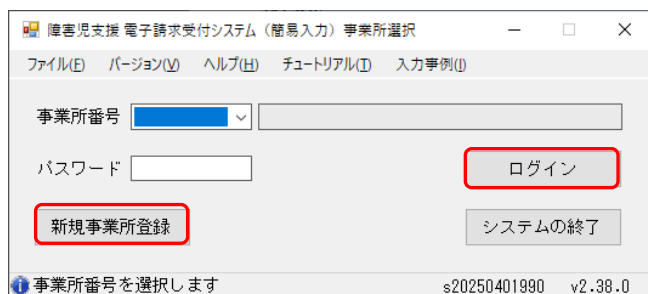 障害児支援 電子請求受付システム（簡易入力）事業所選択
ファイル(F) バージョン(V) ヘルプ(H) チュートリアル(T) 入力事例(I)
事業所番号
パスワード ログイン
新規事業所登録 システムの終了
事業所番号を選択します s20250401990 v2.38.0